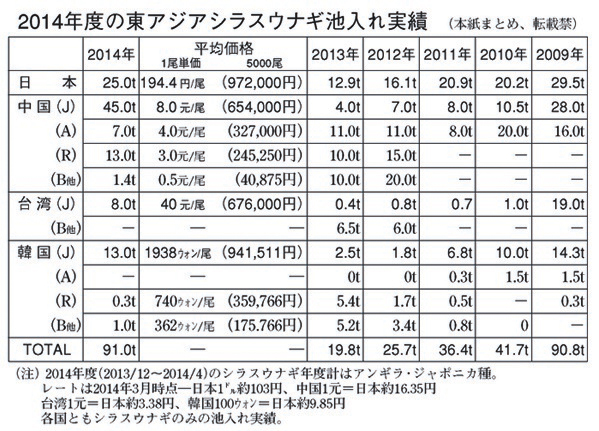 2014年度の東アジアシラスウナギ池入れ実績 （本紙まとめ、転載禁）
2014年 平均価格 1尾単価 5000尾 2013年 2012年 2011年 2010年 2009年
日本 25.0t 194.4円/尾 (972,000円) 12.9t 16.1t 20.9t 20.2t 29.5t
中国(J) 45.0t 8.0元/尾 (654,000円) 4.0t 7.0t 8.0t 10.5t 28.0t
(A) 7.0t 4.0元/尾 (327,000円) 11.0t 11.0t 8.0t 20.0t 16.0t
(R) 13.0t 3.0元/尾 (245,250円) 10.0t 15.0t ― ― ―
(B他) 1.4t 0.5元/尾 (40,875円) 10.0t 20.0t ― ― ―
台湾(J) 8.0t 40元/尾 (676,000円) 0.4t 0.8t 0.7 1.0t 19.0t
(B他) ― ― ― 6.5t 6.0t ― ― ―
韓国(J) 13.0t 1938ウォン/尾 (941,511円) 2.5t 1.8t 6.8t 10.0t 14.3t
(A) ― ― ― 0t 0t 0.3t 1.5t 1.5t
(R) 0.3t 740ウォン/尾 (359,766円) 5.4t 1.7t 0.5t ― 0.3t
(B他) 1.0t 362ウォン/尾 (175.766円) 5.2t 3.4t 0.8t 0 ―
TOTAL 91.0t ― ― 19.8t 25.7t 36.4t 41.7t 90.8t
（注） 2014年度(2013/12～2014/4)のシラスウナギ年度計はアンギラ・ジャポニカ種。
レートは2014年3月時点―日本1㌦約103円、中国1元＝日本約16.35円
台湾1元＝日本約3.38円、韓国100ウォン＝日本約9.85円
各国ともシラスウナギのみの池入れ実績。